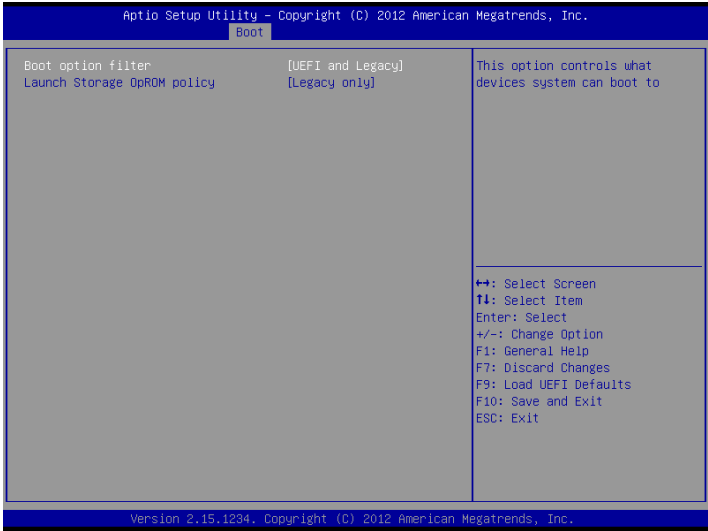 Aptio Setup Utility – Copyright (C) 2012 American Megatrends, Inc.
Boot
Boot option filter [UEFI and Legacy]
Launch Storage OpROM policy [Legacy only]
This option controls what
devices system can boot to
↔: Select Screen
↑↓: Select Item
Enter: Select
+/-: Change Option
F1: General Help
F7: Discard Changes
F9: Load UEFI Defaults
F10: Save and Exit
ESC: Exit
Version 2.15.1234. Copyright (C) 2012 American Megatrends, Inc.